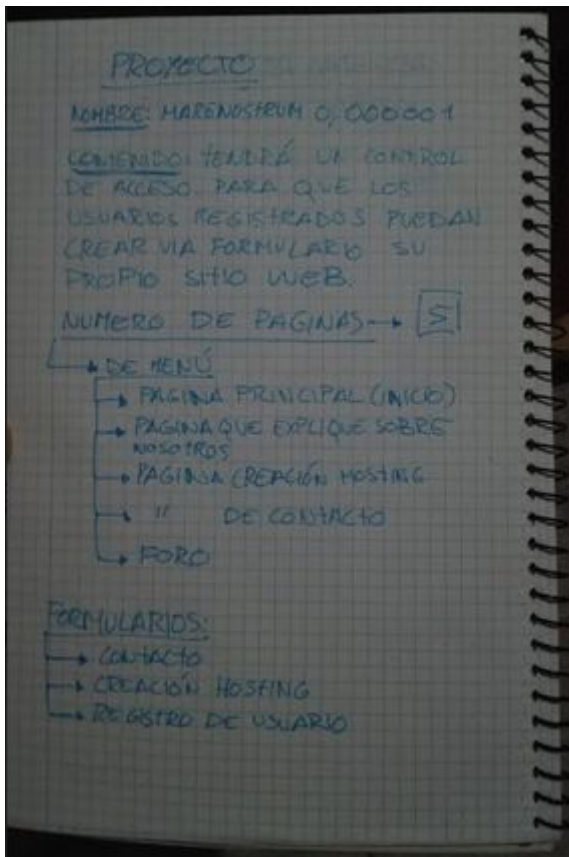 PROYECTO
NOMBRE: MARENOSTRUM 0,000001
CONTENIDO: TENDRÁ UN CONTROL
DE ACCESO PARA QUE LOS
USUARIOS REGISTRADOS PUEDAN
CREAR VIA FORMULARIO SU
PROPIO SITIO WEB.
NUMERO DE PAGINAS → 5
DE MENÚ
→ PAGINA PRINCIPAL (INICIO)
→ PAGINA QUE EXPLIQUE SOBRE
NOSOTROS
→ PAGINA CREACIÓN HOSTING
→ " DE CONTACTO
→ FORO
FORMULARIOS:
→ CONTACTO
→ CREACIÓN HOSTING
→ REGISTRO DE USUARIO